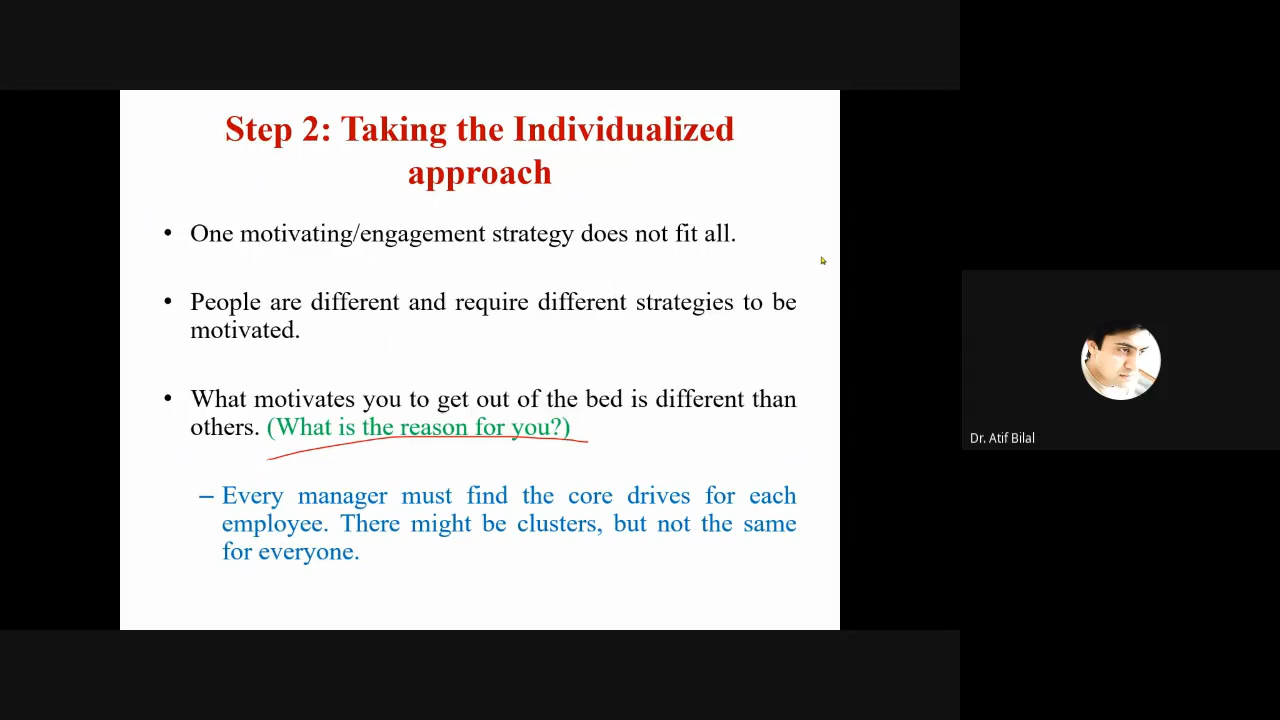 Step 2: Taking the Individualized
approach
• One motivating/engagement strategy does not fit all.
• People are different and require different strategies to be
motivated.
• What motivates you to get out of the bed is different than
others. (What is the reason for you?)
– Every manager must find the core drives for each
employee. There might be clusters, but not the same
for everyone.
Dr. Atif Bilal